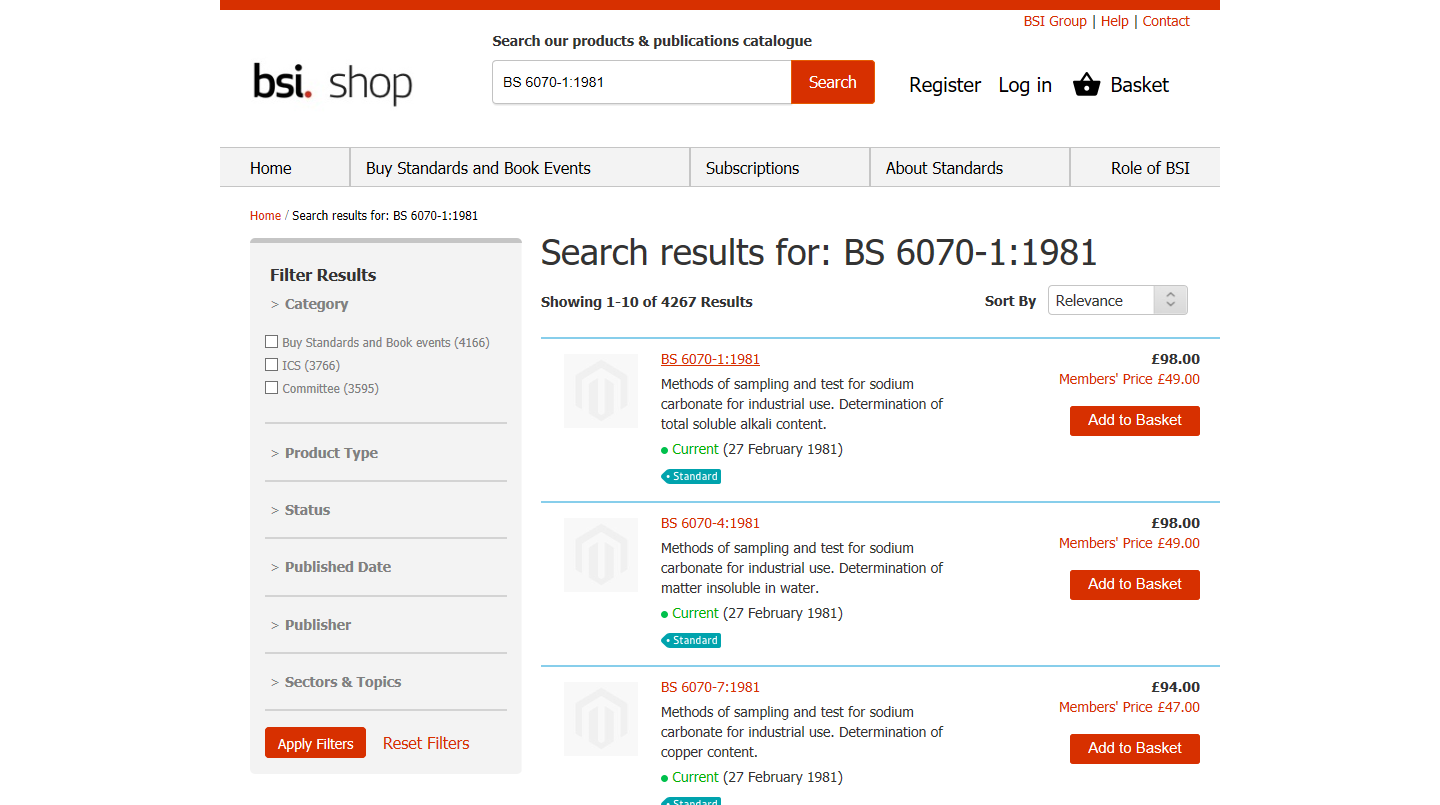 BSI Group | Help | Contact
Search our products & publications catalogue
bsi. shop
BS 6070-1:1981
Search
Register
Log in
Basket
Home
Buy Standards and Book Events
Subscriptions
About Standards
Role of BSI
Home / Search results for: BS 6070-1:1981
Filter Results
> Category
Buy Standards and Book events (4166)
ICS (3766)
Committee (3595)
> Product Type
> Status
> Published Date
> Publisher
> Sectors & Topics
Apply Filters
Reset Filters
Search results for: BS 6070-1:1981
Showing 1-10 of 4267 Results
Sort By
Relevance
BS 6070-1:1981
Methods of sampling and test for sodium
carbonate for industrial use. Determination of
total soluble alkali content.
Current (27 February 1981)
Standard
£98.00
Members' Price £49.00
Add to Basket
BS 6070-4:1981
Methods of sampling and test for sodium
carbonate for industrial use. Determination of
matter insoluble in water.
Current (27 February 1981)
Standard
£98.00
Members' Price £49.00
Add to Basket
BS 6070-7:1981
Methods of sampling and test for sodium
carbonate for industrial use. Determination of
copper content.
Current (27 February 1981)
Standard
£94.00
Members' Price £47.00
Add to Basket